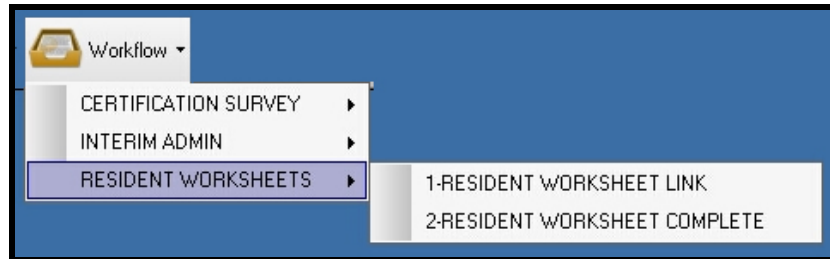 Workflow
CERTIFICATION SURVEY
INTERIM ADMIN
RESIDENT WORKSHEETS
1-RESIDENT WORKSHEET LINK
2-RESIDENT WORKSHEET COMPLETE